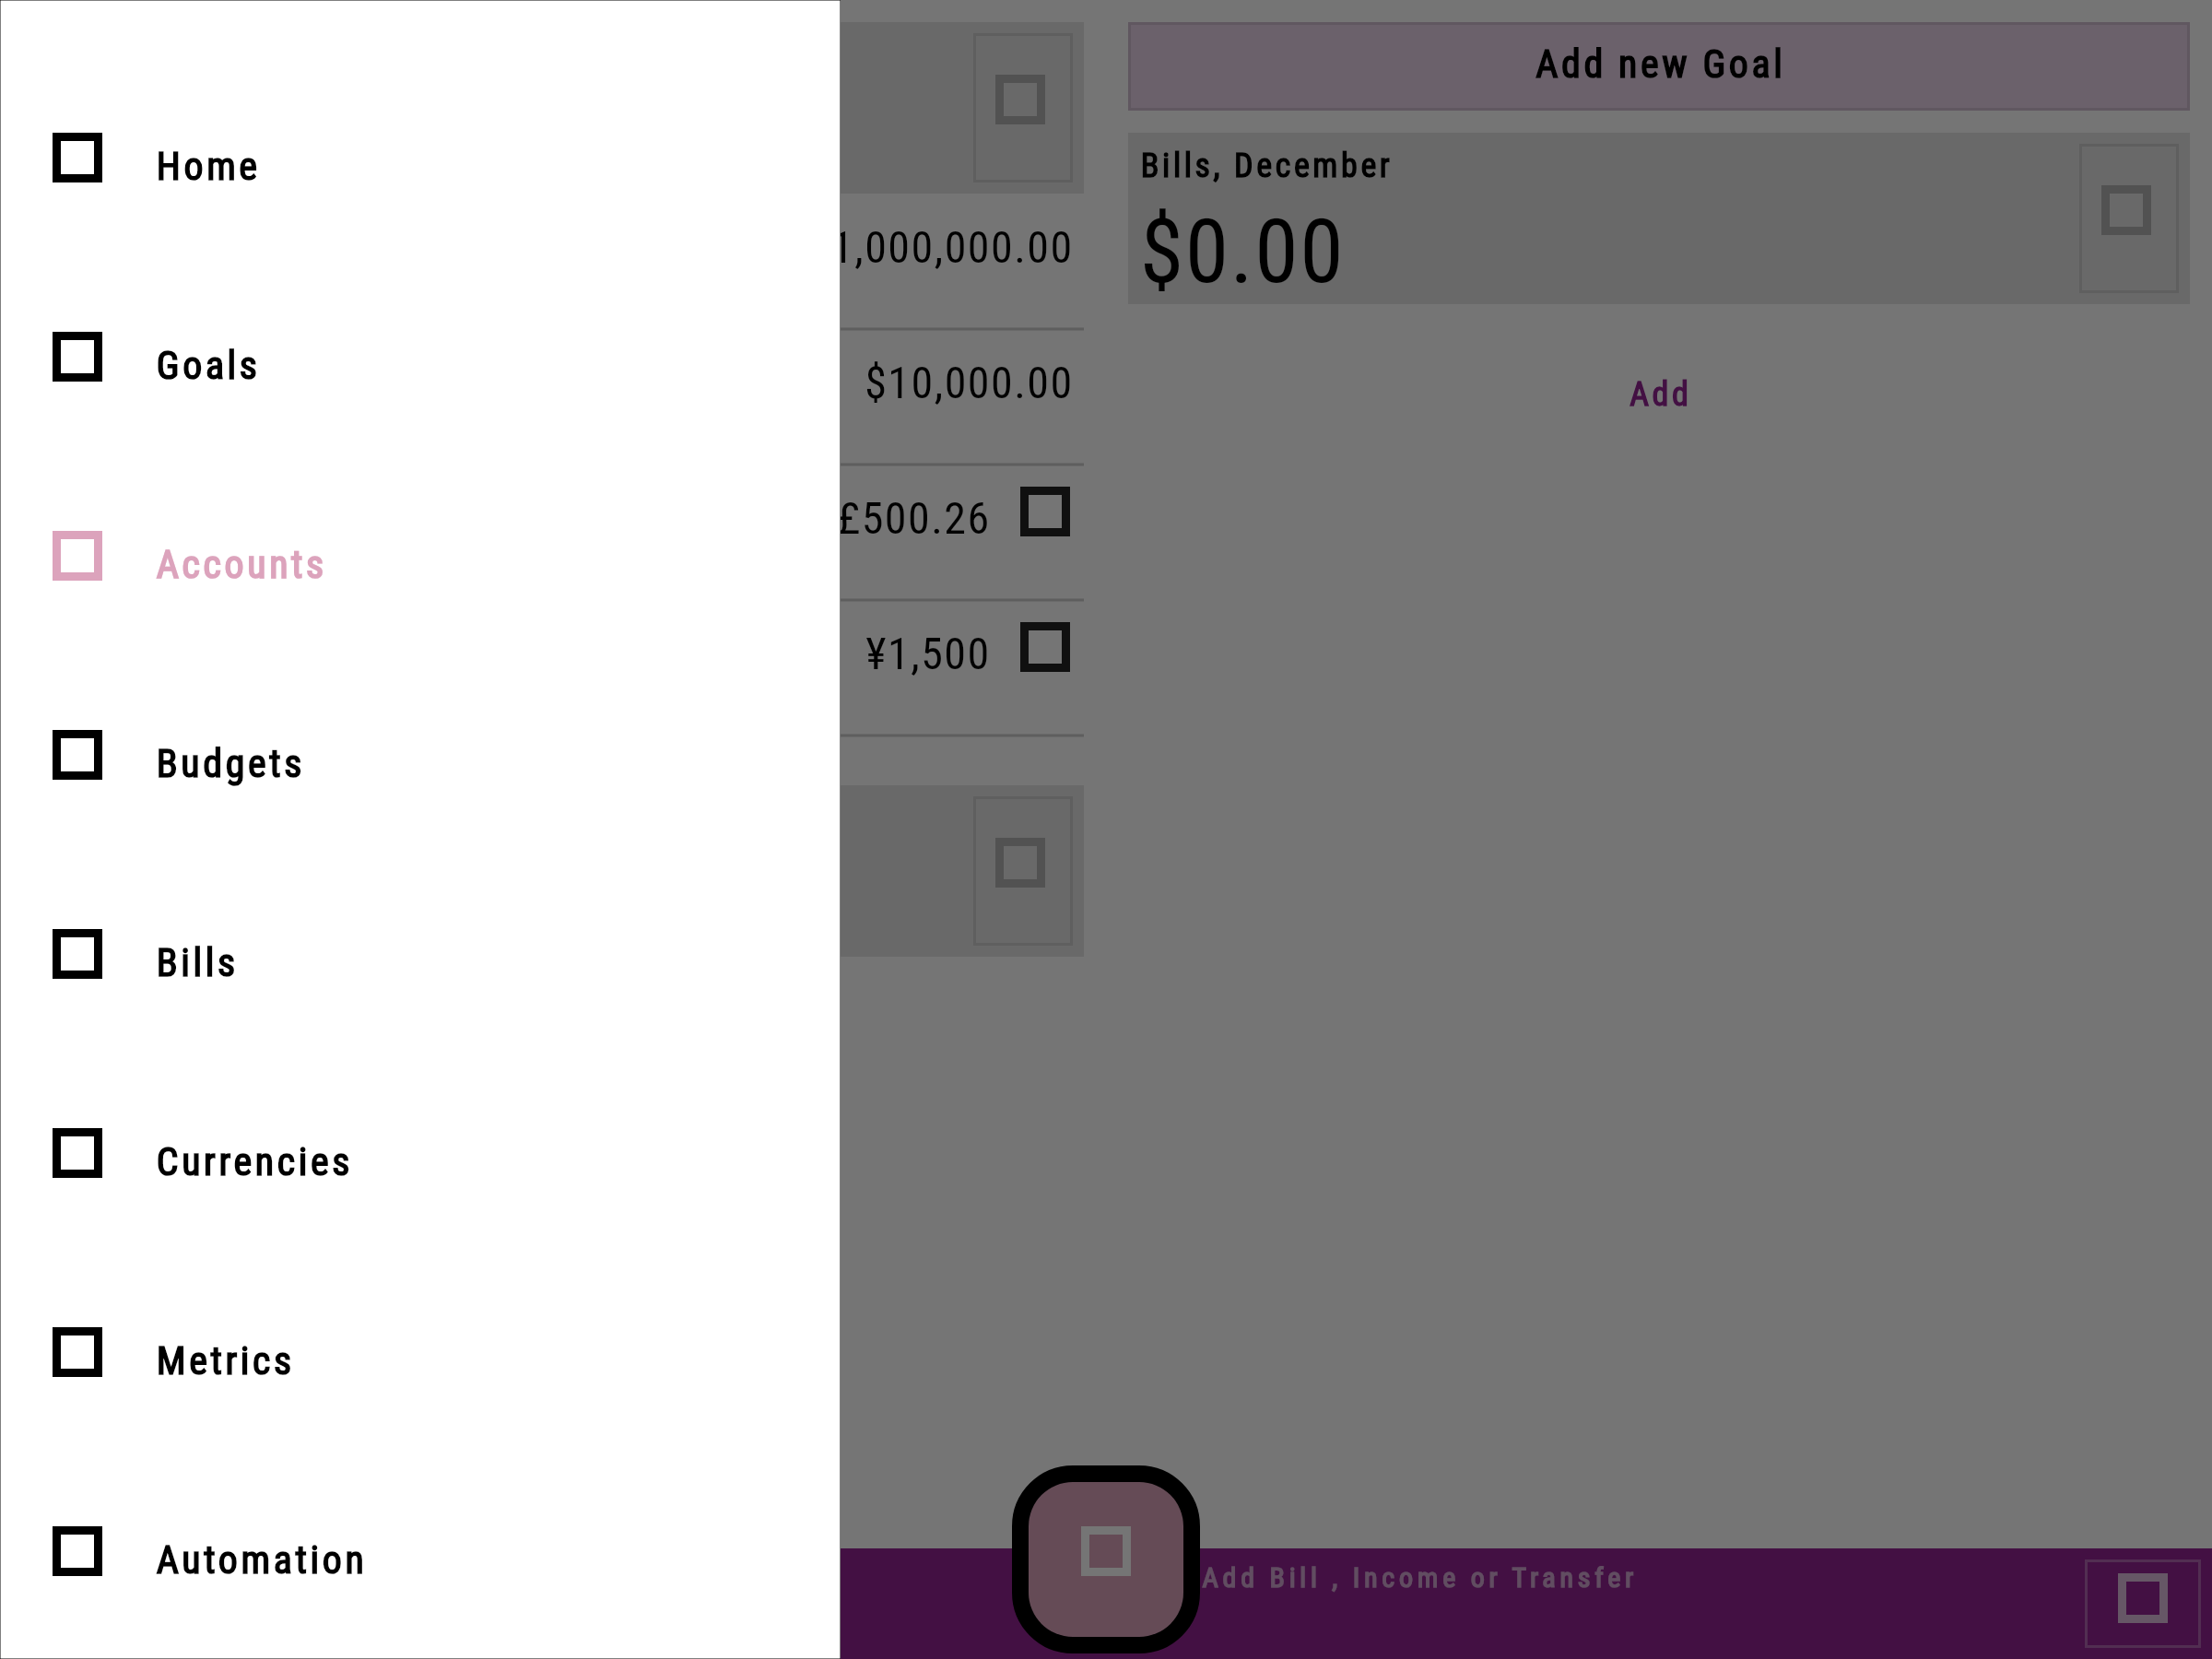 Home
Goals
Accounts
Budgets
Bills
Currencies
Metrics
Automation
1,000,000.00
$10,000.00
£500.26
¥1,500
Add new Goal
Bills, December
$0.00
Add
Add Bill , Income or Transfer